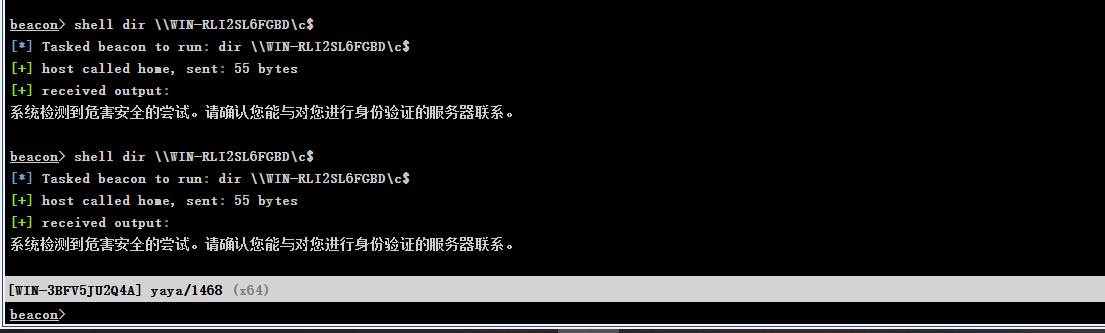 beacon> shell dir \\WIN-RLI2SL6FGBD\c$
[*] Tasked beacon to run: dir \\WIN-RLI2SL6FGBD\c$
[+] host called home, sent: 55 bytes
[+] received output:
系统检测到危害安全的尝试。请确认您能与对您进行身份验证的服务器联系。
beacon> shell dir \\WIN-RLI2SL6FGBD\c$
[*] Tasked beacon to run: dir \\WIN-RLI2SL6FGBD\c$
[+] host called home, sent: 55 bytes
[+] received output:
系统检测到危害安全的尝试。请确认您能与对您进行身份验证的服务器联系。
[WIN-3BFV5JU2Q4A] yaya/1468 (x64)
beacon>